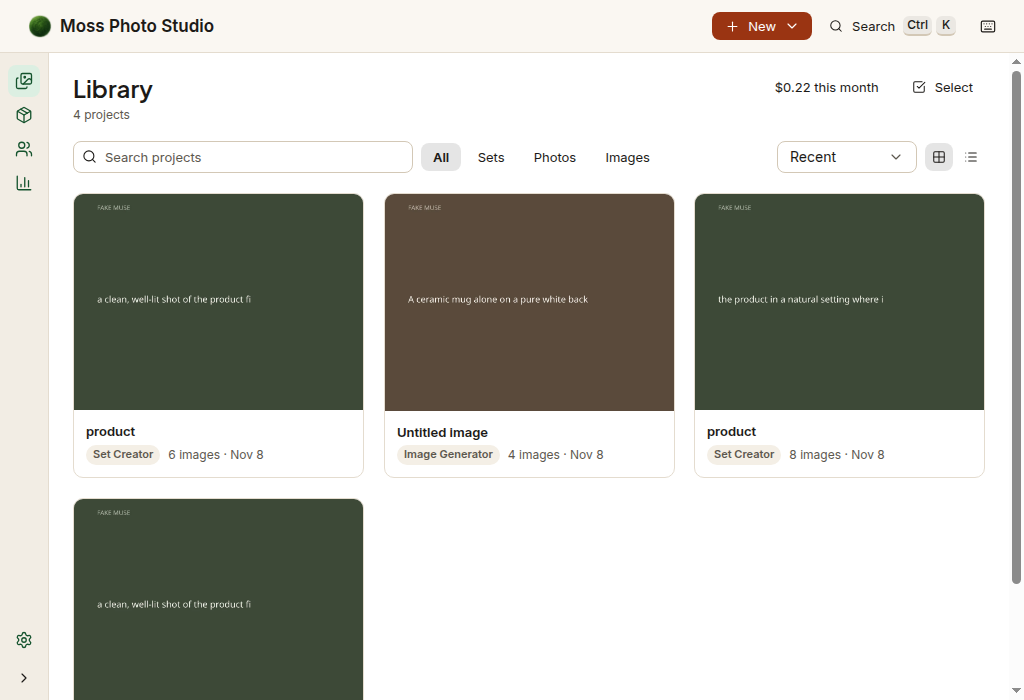 Moss Photo Studio
New
Search Ctrl K
Library
$0.22 this month
Select
4 projects
Search projects
All
Sets
Photos
Images
Recent
FAKE MUSE
a clean, well-lit shot of the product fi
product
Set Creator
6 images · Nov 8
FAKE MUSE
A ceramic mug alone on a pure white back
Untitled image
Image Generator
4 images · Nov 8
FAKE MUSE
the product in a natural setting where i
product
Set Creator
8 images · Nov 8
FAKE MUSE
a clean, well-lit shot of the product fi